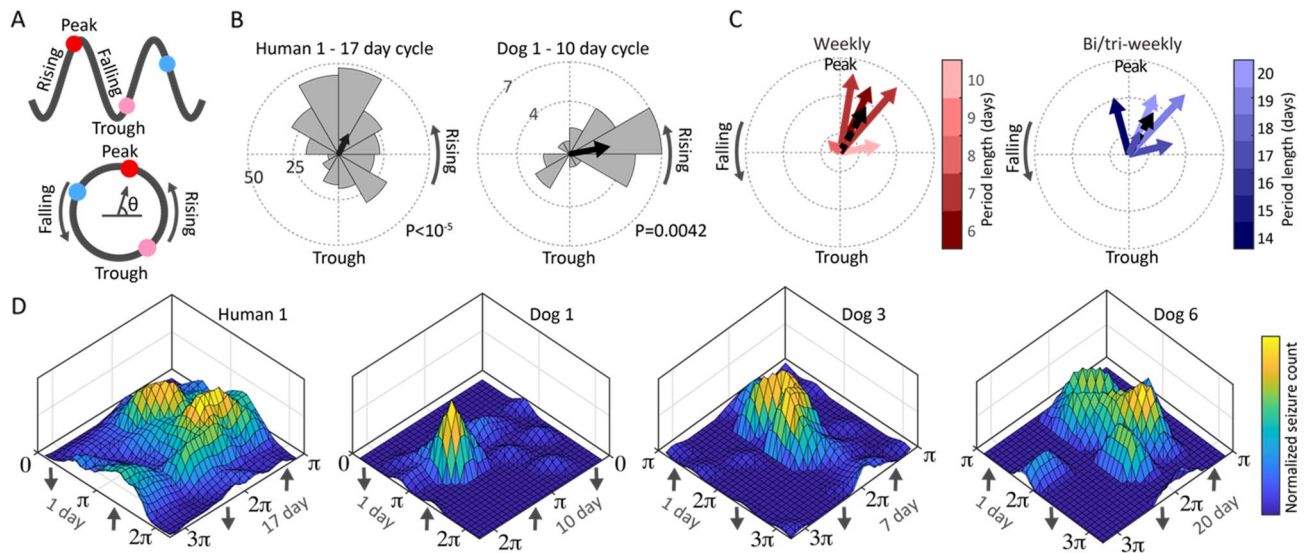 A
Peak
Rising
Falling
Trough
Peak
Falling
θ
Rising
Trough
B
Human 1 - 17 day cycle
50
25
Rising
P<10⁻⁵
Trough
Dog 1 - 10 day cycle
7
4
Rising
P=0.0042
Trough
C
Weekly
Peak
Falling
Trough
10
9
8
7
6
Period length (days)
Bi/tri-weekly
Peak
Falling
Trough
20
19
18
17
16
15
14
Period length (days)
D
Human 1
0
π
2π
1 day
π
2π
3π
17 day
Dog 1
0
π
2π
1 day
0
π
2π
10 day
Dog 3
π
2π
3π
1 day
π
2π
3π
7 day
Dog 6
π
2π
3π
1 day
π
2π
3π
20 day
Normalized seizure count